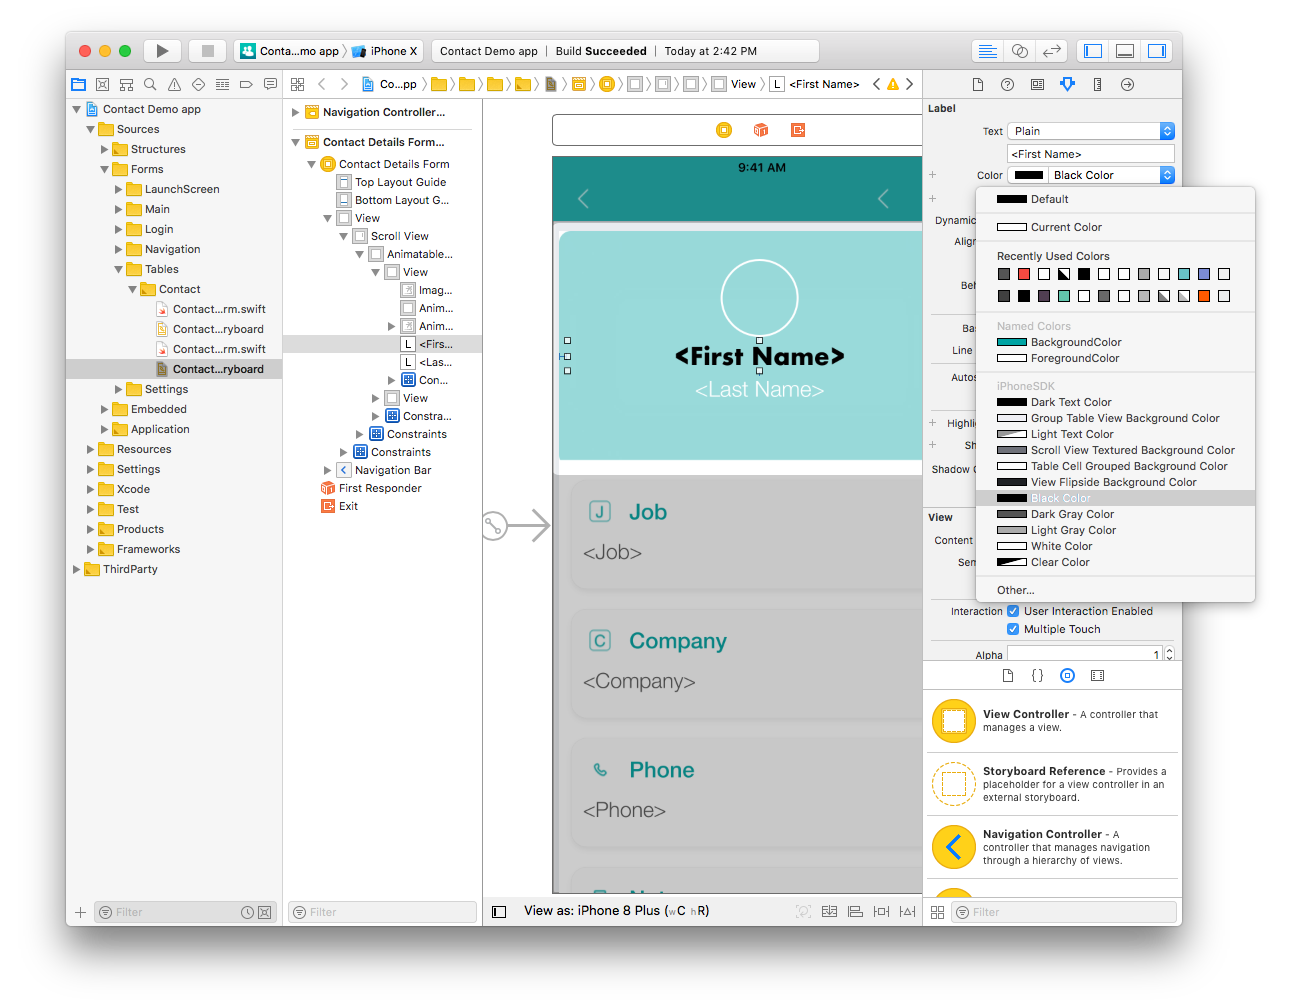 Conta...mo app
iPhone X
Contact Demo app | Build Succeeded | Today at 2:42 PM
Contact Demo app
Sources
Structures
Forms
LaunchScreen
Main
Login
Navigation
Tables
Contact
Contact...rm.swift
Contact...ryboard
Contact...rm.swift
Contact...ryboard
Settings
Embedded
Application
Resources
Settings
Xcode
Test
Products
Frameworks
ThirdParty
Filter
Co...pp
View
L <First Name>
Navigation Controller...
Contact Details Form...
Contact Details Form
Top Layout Guide
Bottom Layout G...
View
Scroll View
Animatable...
View
Imag...
Anim...
Anim...
L <Firs...
L <Las...
Con...
View
Constra...
Constraints
Constraints
Navigation Bar
First Responder
Exit
Filter
9:41 AM
<First Name>
<Last Name>
J Job
<Job>
C Company
<Company>
Phone
<Phone>
View as: iPhone 8 Plus (wC hR)
Label
Text Plain
<First Name>
Color Black Color
Dynamic
Align
Beh
Bas
Line
Autos
Highlig
Sh
Shadow O
View
Content
Sem
Default
Current Color
Recently Used Colors
Named Colors
BackgroundColor
ForegroundColor
iPhoneSDK
Dark Text Color
Group Table View Background Color
Light Text Color
Scroll View Textured Background Color
Table Cell Grouped Background Color
View Flipside Background Color
Black Color
Dark Gray Color
Light Gray Color
White Color
Clear Color
Other...
Interaction User Interaction Enabled
Multiple Touch
Alpha 1
{}
View Controller - A controller that
manages a view.
Storyboard Reference - Provides a
placeholder for a view controller in an
external storyboard.
Navigation Controller - A
controller that manages navigation
through a hierarchy of views.
Filter